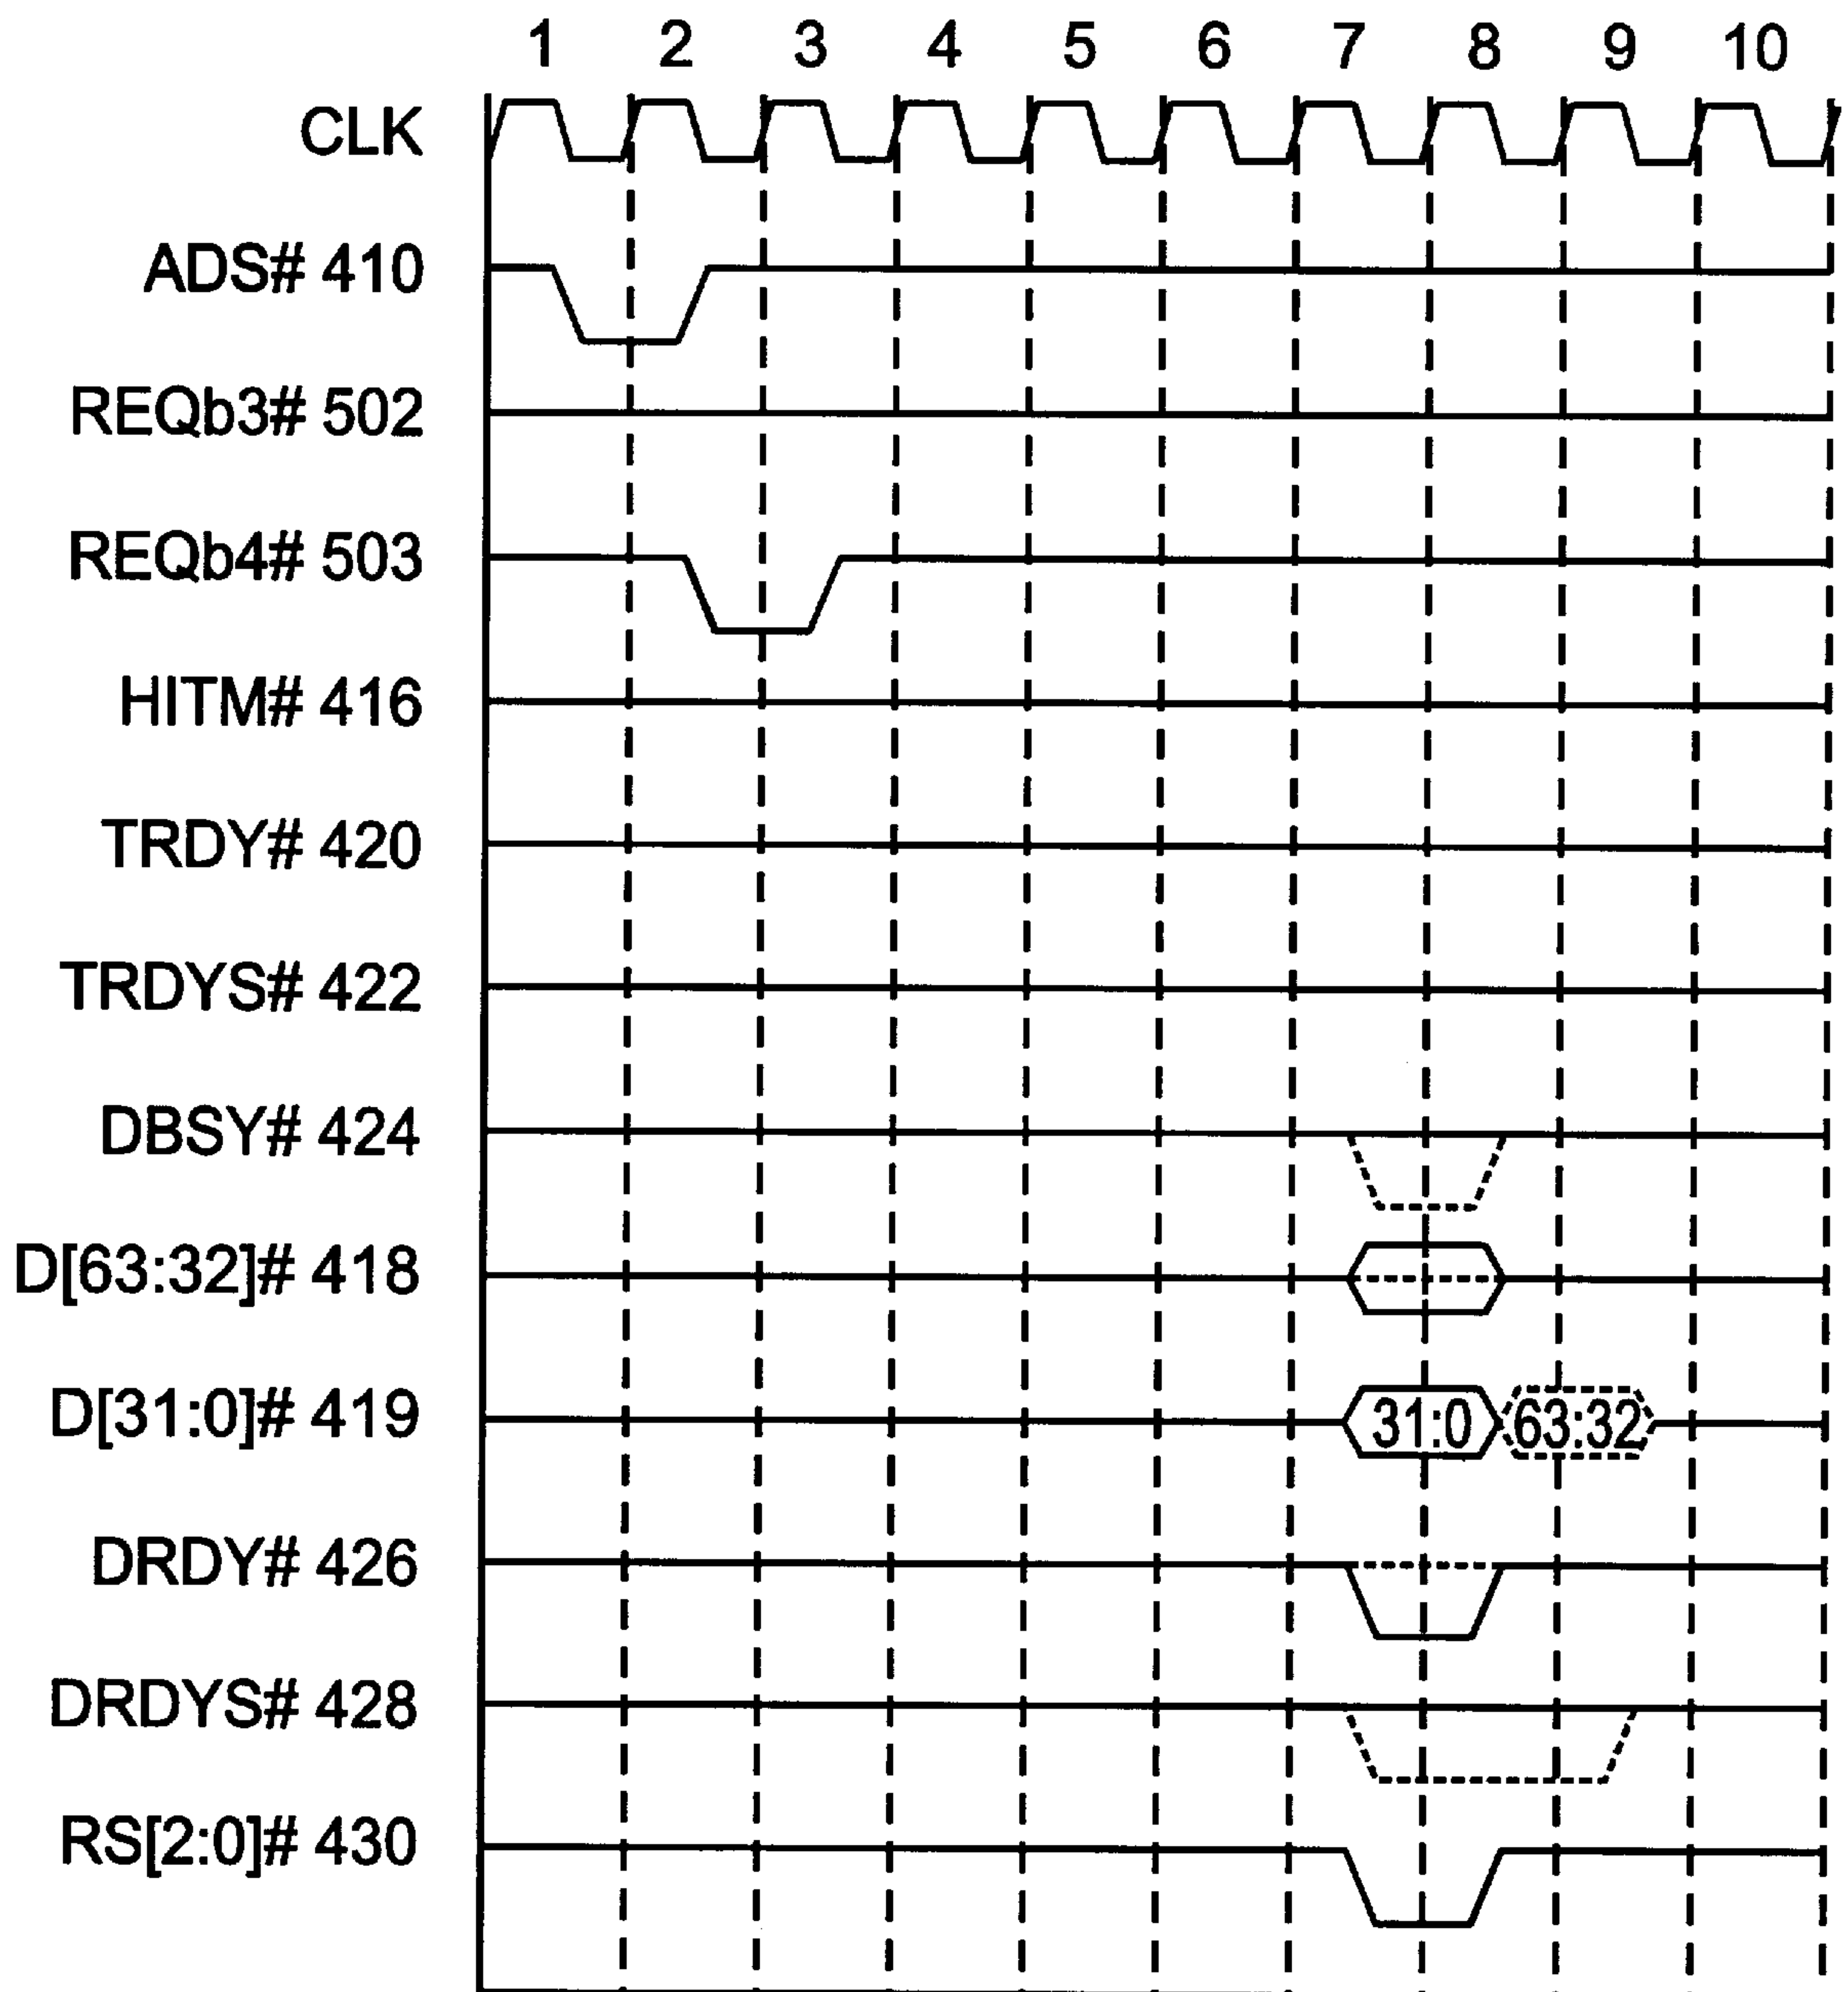 1 2 3 4 5 6 7 8 9 10
CLK
ADS# 410
REQb3# 502
REQb4# 503
HITM# 416
TRDY# 420
TRDYS# 422
DBSY# 424
D[63:32]# 418
D[31:0]# 419 31:0 63:32
DRDY# 426
DRDYS# 428
RS[2:0]# 430